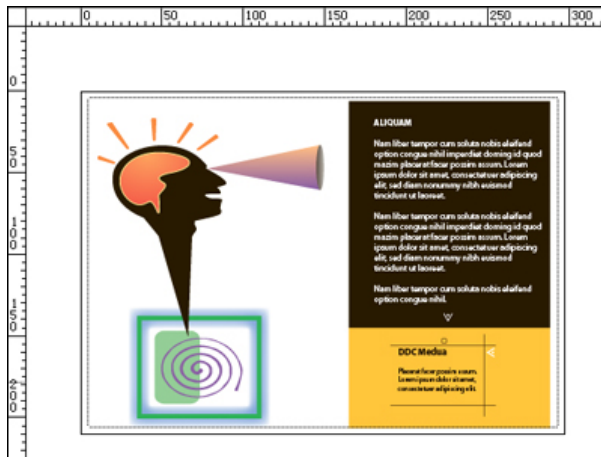 0
50
100
150
200
250
300
0
50
100
150
200
ALIQUAM
Nam liber tempor cum soluta nobis eleifend
option congue nihil imperdiet doming id quod
mazim placerat facer possim assum. Lorem
ipsum dolor sit amet, consectetuer adipiscing
elit, sed diam nonummy nibh euismod
tincidunt ut laoreet.
Nam liber tempor cum soluta nobis eleifend
option congue nihil imperdiet doming id quod
mazim placerat facer possim assum. Lorem
ipsum dolor sit amet, consectetuer adipiscing
elit, sed diam nonummy nibh euismod
tincidunt ut laoreet.
Nam liber tempor cum soluta nobis eleifend
option congue nihil.
DDC Medua
Placerat facer possim assum.
Lorem ipsum dolor sit amet,
consectetuer adipiscing elit.